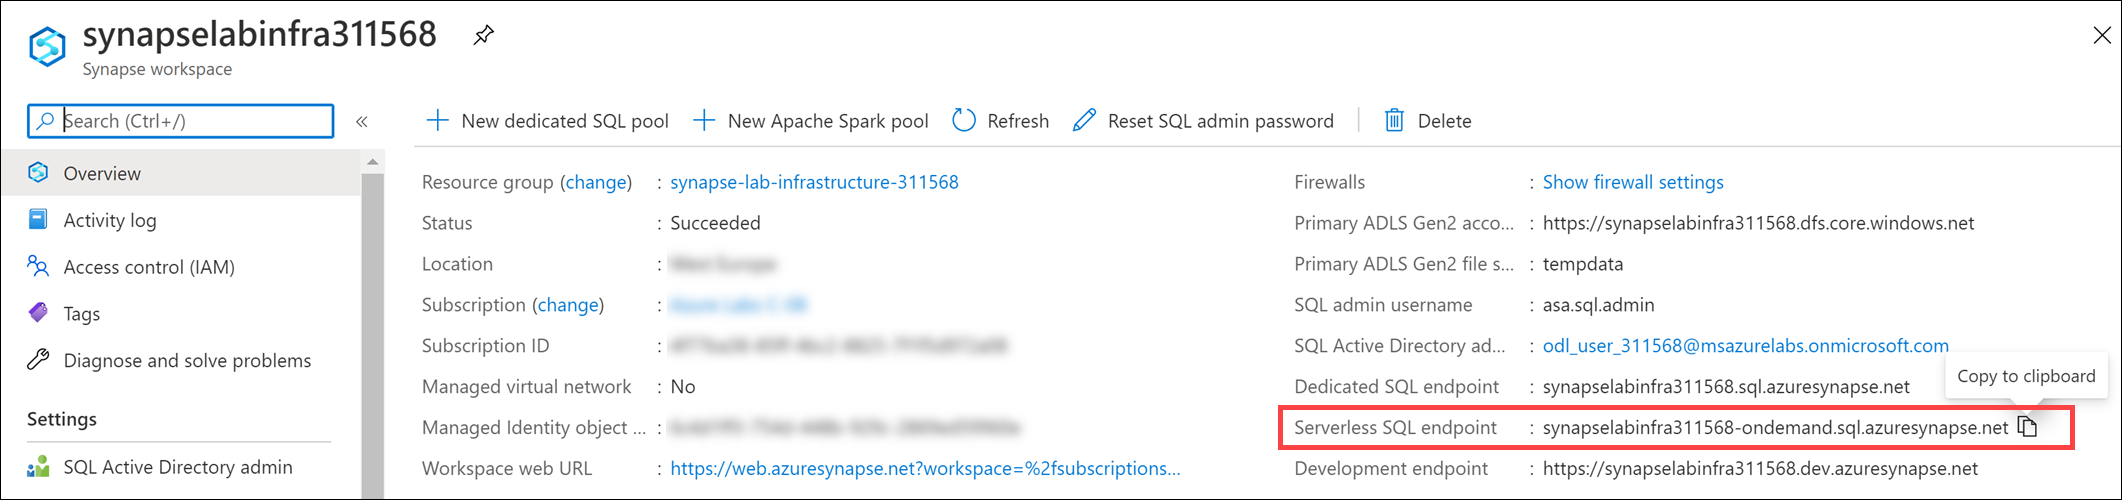 synapselabinfra311568
Synapse workspace
Search (Ctrl+/)
«
New dedicated SQL pool
New Apache Spark pool
Refresh
Reset SQL admin password
Delete
Overview
Activity log
Access control (IAM)
Tags
Diagnose and solve problems
Settings
SQL Active Directory admin
Resource group (change) : synapse-lab-infrastructure-311568
Status : Succeeded
Location :
Subscription (change) :
Subscription ID :
Managed virtual network : No
Managed Identity object ... :
Workspace web URL : https://web.azuresynapse.net?workspace=%2fsubscriptions...
Firewalls : Show firewall settings
Primary ADLS Gen2 acco... : https://synapselabinfra311568.dfs.core.windows.net
Primary ADLS Gen2 file s... : tempdata
SQL admin username : asa.sql.admin
SQL Active Directory ad... : odl_user_311568@msazurelabs.onmicrosoft.com
Dedicated SQL endpoint : synapselabinfra311568.sql.azuresynapse.net
Copy to clipboard
Serverless SQL endpoint : synapselabinfra311568-ondemand.sql.azuresynapse.net
Development endpoint : https://synapselabinfra311568.dev.azuresynapse.net